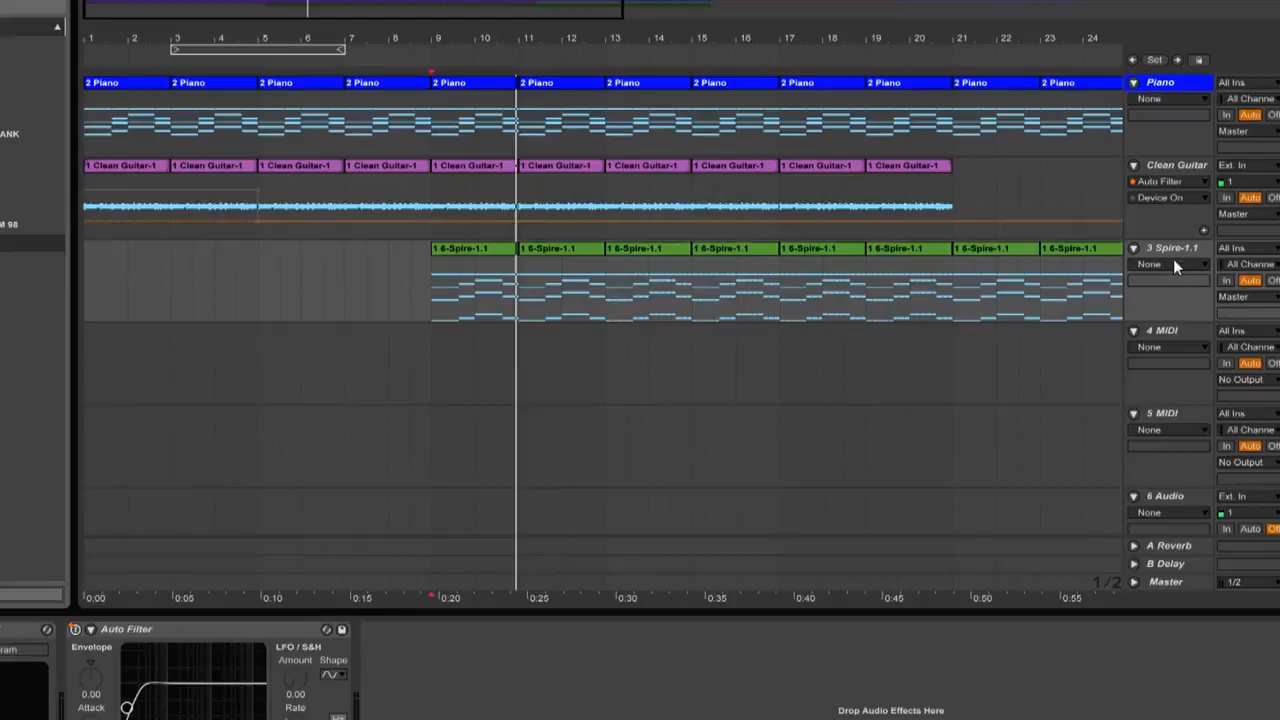 1 2 3 4 5 6 7 8 9 10 11 12 13 14 15 16 17 18 19 20 21 22 23 24
Set
2 Piano 2 Piano 2 Piano 2 Piano 2 Piano 2 Piano 2 Piano 2 Piano 2 Piano 2 Piano 2 Piano 2 Piano Piano All Ins
None All Channe
In Auto Of
ANK
Master
1 Clean Guitar-1 1 Clean Guitar-1 1 Clean Guitar-1 1 Clean Guitar-1 1 Clean Guitar-1 1 Clean Guitar-1 1 Clean Guitar-1 1 Clean Guitar-1 1 Clean Guitar-1 1 Clean Guitar-1 Clean Guitar Ext. In
Auto Filter 1
Device On In Auto Of
Master
M 98
1 6-Spire-1.1 1 6-Spire-1.1 1 6-Spire-1.1 1 6-Spire-1.1 1 6-Spire-1.1 1 6-Spire-1.1 1 6-Spire-1.1 1 6-Spire-1.1 3 Spire-1.1 All Ins
None All Channe
In Auto Of
Master
4 MIDI All Ins
None All Channe
In Auto Of
No Output
5 MIDI All Ins
None All Channe
In Auto Of
No Output
6 Audio Ext. In
None 1
In Auto Of
A Reverb
B Delay
1/2 Master 1/2
0:00 0:05 0:10 0:15 0:20 0:25 0:30 0:35 0:40 0:45 0:50 0:55
Auto Filter
ram
Envelope LFO / S&H
Amount Shape
0.00 0.00
Attack Rate
Hz
Drop Audio Effects Here